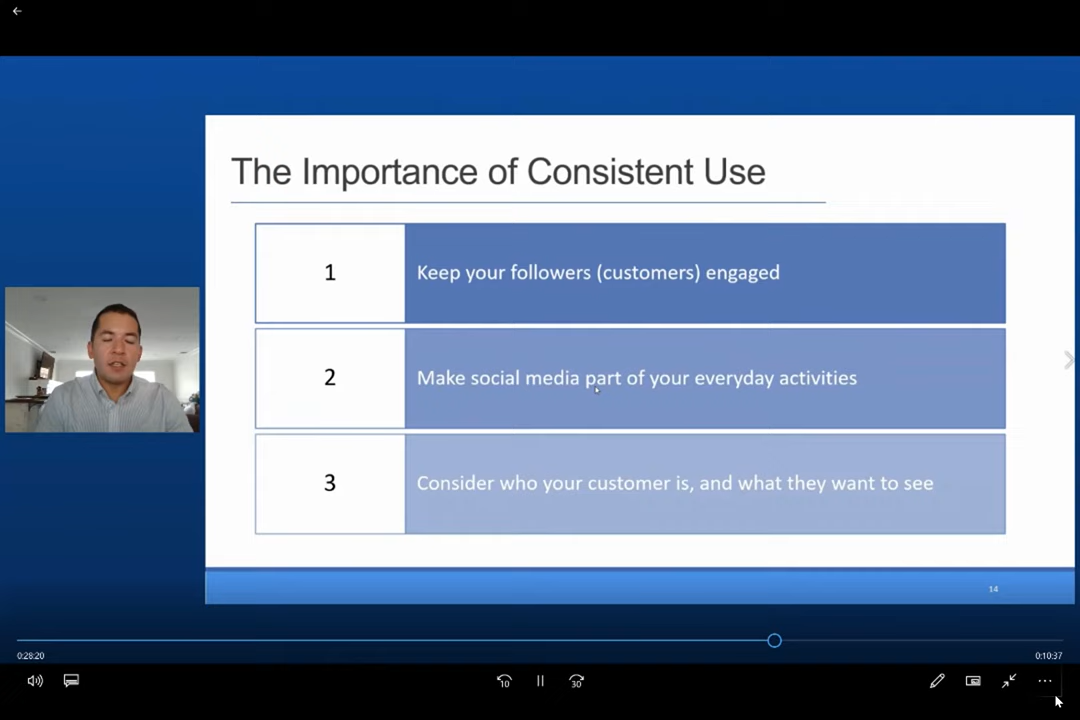 The Importance of Consistent Use
1
Keep your followers (customers) engaged
2
Make social media part of your everyday activities
3
Consider who your customer is, and what they want to see
14
0:28:20
0:10:37
10
30